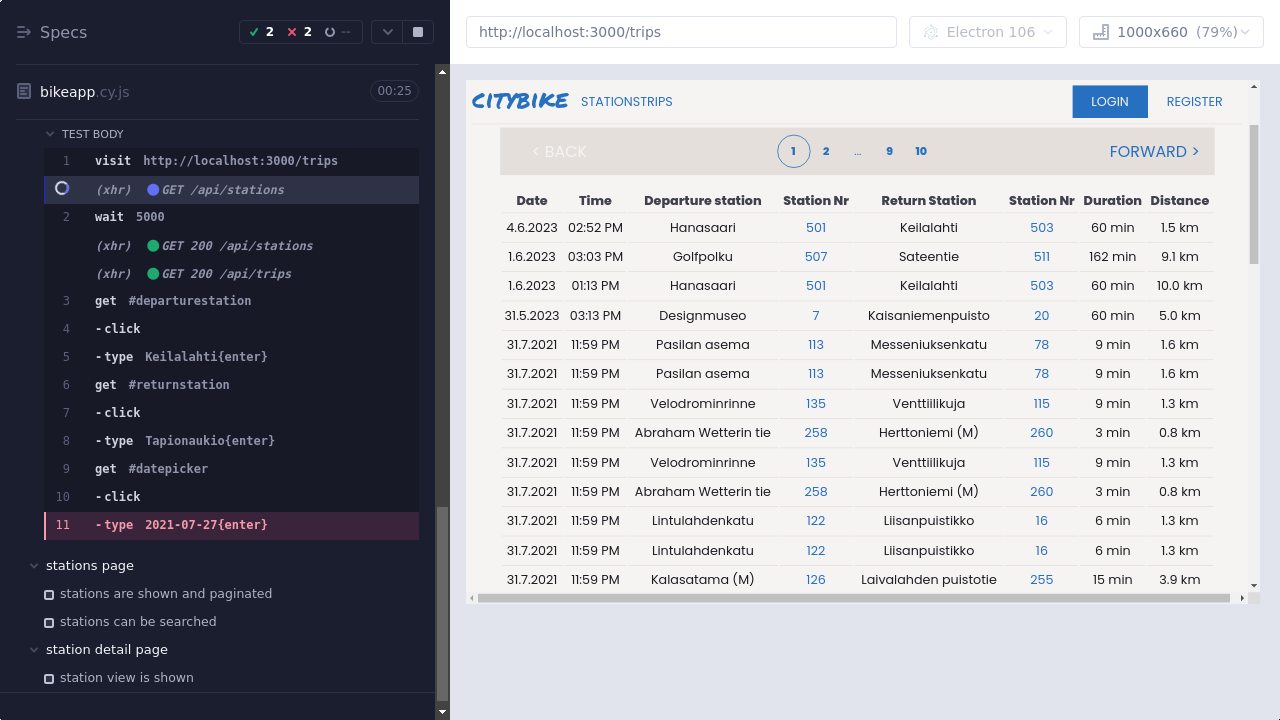 Specs
2
2
--
bikeapp.cy.js
00:25
TEST BODY
1 visit http://localhost:3000/trips
(xhr) GET /api/stations
2 wait 5000
(xhr) GET 200 /api/stations
(xhr) GET 200 /api/trips
3 get #departurestation
4 -click
5 -type Keilalahti{enter}
6 get #returnstation
7 -click
8 -type Tapionaukio{enter}
9 get #datepicker
10 -click
11 -type 2021-07-27{enter}
stations page
stations are shown and paginated
stations can be searched
station detail page
station view is shown
http://localhost:3000/trips
Electron 106
1000x660 (79%)
CITYBIKE STATIONSTRIPS LOGIN REGISTER
< BACK 1 2 ... 9 10 FORWARD >
Date Time Departure station Station Nr Return Station Station Nr Duration Distance
4.6.2023 02:52 PM Hanasaari 501 Keilalahti 503 60 min 1.5 km
1.6.2023 03:03 PM Golfpolku 507 Sateentie 511 162 min 9.1 km
1.6.2023 01:13 PM Hanasaari 501 Keilalahti 503 60 min 10.0 km
31.5.2023 03:13 PM Designmuseo 7 Kaisaniemenpuisto 20 60 min 5.0 km
31.7.2021 11:59 PM Pasilan asema 113 Messeniuksenkatu 78 9 min 1.6 km
31.7.2021 11:59 PM Pasilan asema 113 Messeniuksenkatu 78 9 min 1.6 km
31.7.2021 11:59 PM Velodrominrinne 135 Venttiilikuja 115 9 min 1.3 km
31.7.2021 11:59 PM Abraham Wetterin tie 258 Herttoniemi (M) 260 3 min 0.8 km
31.7.2021 11:59 PM Velodrominrinne 135 Venttiilikuja 115 9 min 1.3 km
31.7.2021 11:59 PM Abraham Wetterin tie 258 Herttoniemi (M) 260 3 min 0.8 km
31.7.2021 11:59 PM Lintulahdenkatu 122 Liisanpuistikko 16 6 min 1.3 km
31.7.2021 11:59 PM Lintulahdenkatu 122 Liisanpuistikko 16 6 min 1.3 km
31.7.2021 11:59 PM Kalasatama (M) 126 Laivalahden puistotie 255 15 min 3.9 km